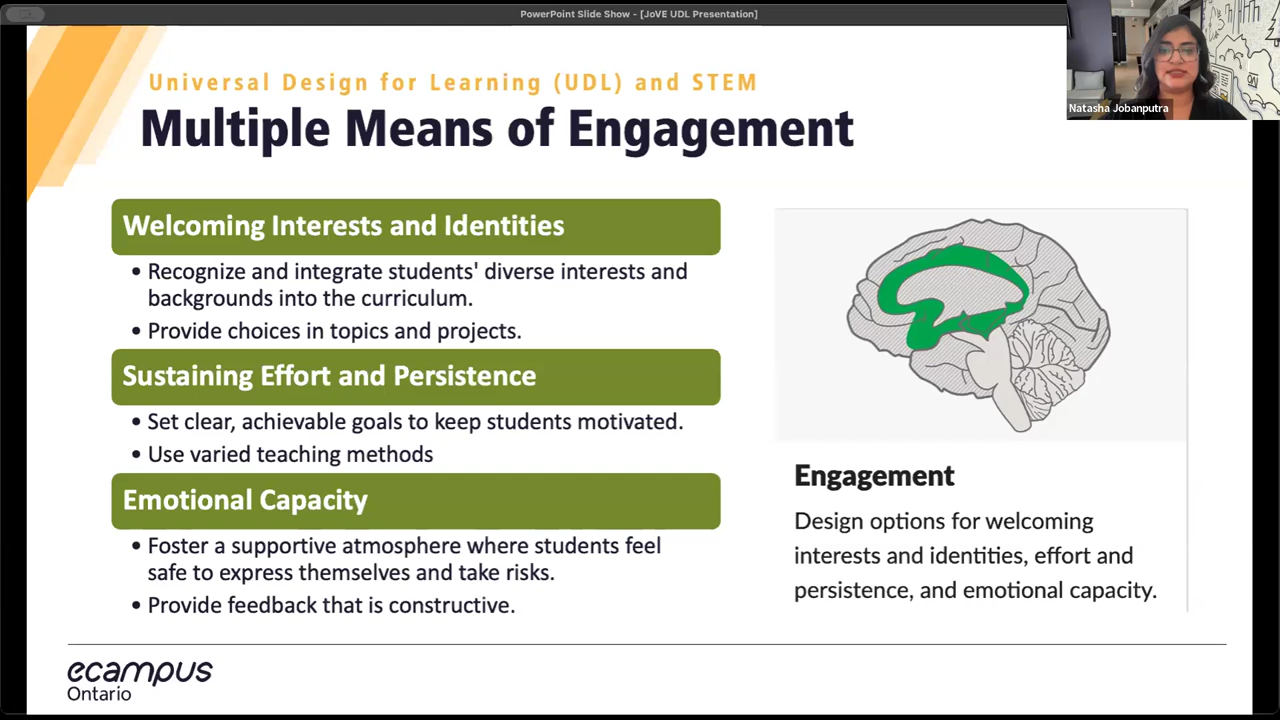 PowerPoint Slide Show - [JoVE UDL Presentation]
Natasha Jobanputra
Universal Design for Learning (UDL) and STEM
Multiple Means of Engagement
Welcoming Interests and Identities
• Recognize and integrate students' diverse interests and
backgrounds into the curriculum.
• Provide choices in topics and projects.
Sustaining Effort and Persistence
• Set clear, achievable goals to keep students motivated.
• Use varied teaching methods
Emotional Capacity
• Foster a supportive atmosphere where students feel
safe to express themselves and take risks.
• Provide feedback that is constructive.
Engagement
Design options for welcoming
interests and identities, effort and
persistence, and emotional capacity.
ecampus
Ontario